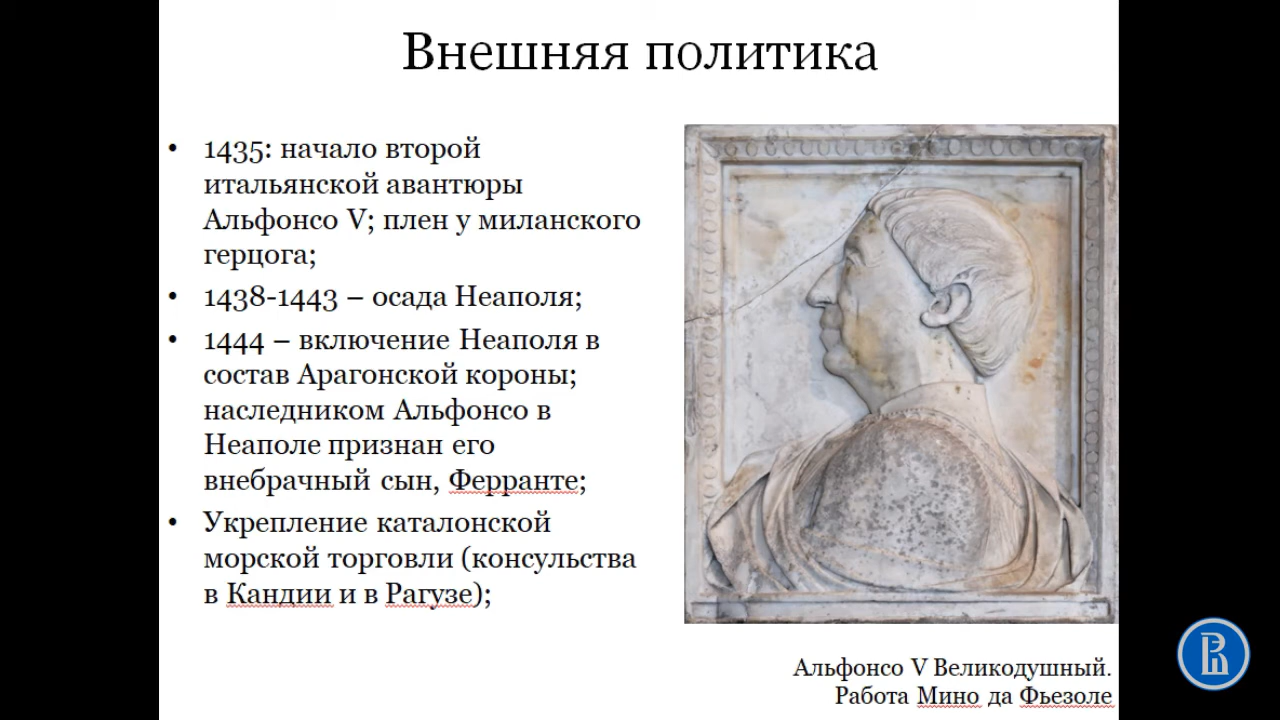 Внешняя политика
• 1435: начало второй
итальянской авантюры
Альфонсо V; плен у миланского
герцога;
• 1438-1443 – осада Неаполя;
• 1444 – включение Неаполя в
состав Арагонской короны;
наследником Альфонсо в
Неаполе признан его
внебрачный сын, Ферранте;
• Укрепление каталонской
морской торговли (консульства
в Кандии и в Рагузе);
Альфонсо V Великодушный.
Работа Мино да Фьезоле